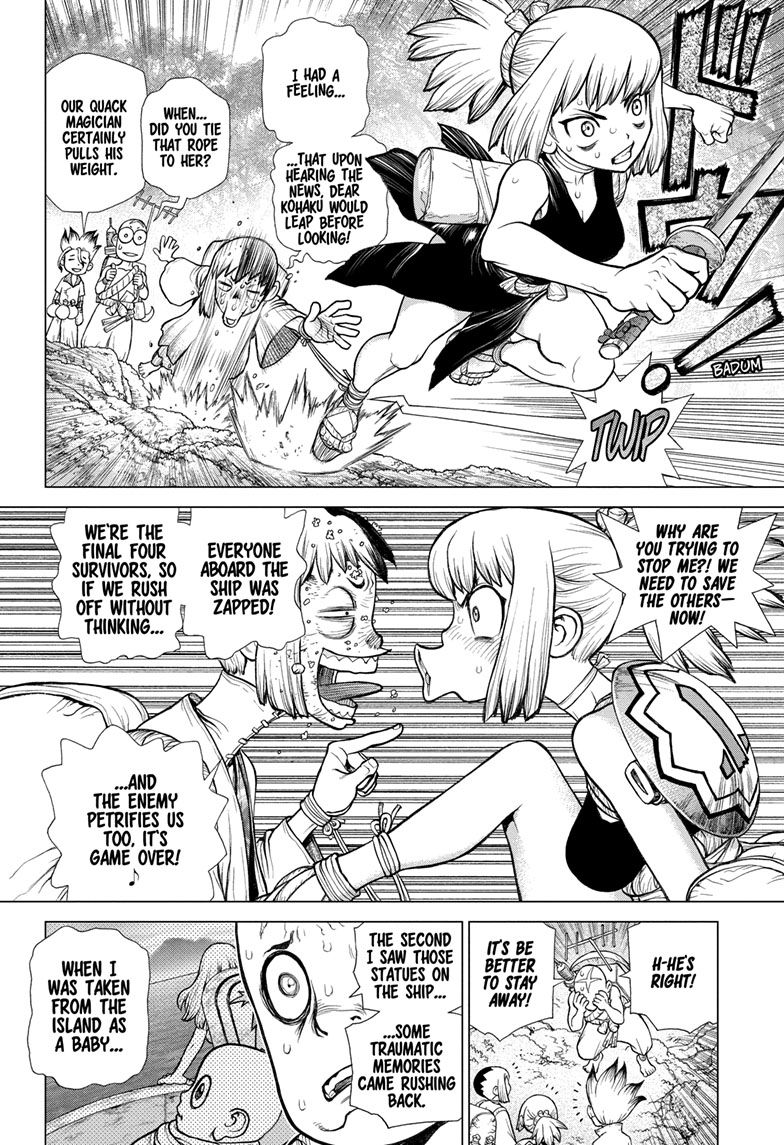 I HAD A
FEELING...
...THAT UPON
HEARING THE
NEWS, DEAR
KOHAKU WOULD
LEAP BEFORE
LOOKING!
WHEN...
DID YOU TIE
THAT ROPE
TO HER?
OUR QUACK
MAGICIAN
CERTAINLY
PULLS HIS
WEIGHT.
ドドン!
BADUM
TWIP
WHY ARE
YOU TRYING TO
STOP ME?! WE
NEED TO SAVE
THE OTHERS—
NOW!
EVERYONE
ABOARD THE
SHIP WAS
ZAPPED!
WE'RE THE
FINAL FOUR
SURVIVORS, SO
IF WE RUSH
OFF WITHOUT
THINKING...
...AND
THE ENEMY
PETRIFIES US
TOO, IT'S
GAME OVER!
♪
H-HE'S
RIGHT!
IT'S BE
BETTER
TO STAY
AWAY!
THE SECOND
I SAW THOSE
STATUES ON
THE SHIP...
...SOME
TRAUMATIC
MEMORIES
CAME RUSHING
BACK.
WHEN I
WAS TAKEN
FROM THE
ISLAND AS
A BABY...